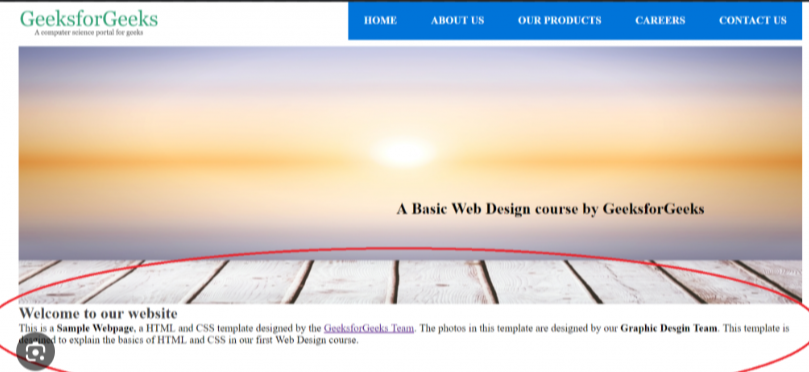 GeeksforGeeks
A computer science portal for geeks
HOME ABOUT US OUR PRODUCTS CAREERS CONTACT US
A Basic Web Design course by GeeksforGeeks
Welcome to our website
This is a Sample Webpage, a HTML and CSS template designed by the GeeksforGeeks Team. The photos in this template are designed by our Graphic Desgin Team. This template is
to explain the basics of HTML and CSS in our first Web Design course.